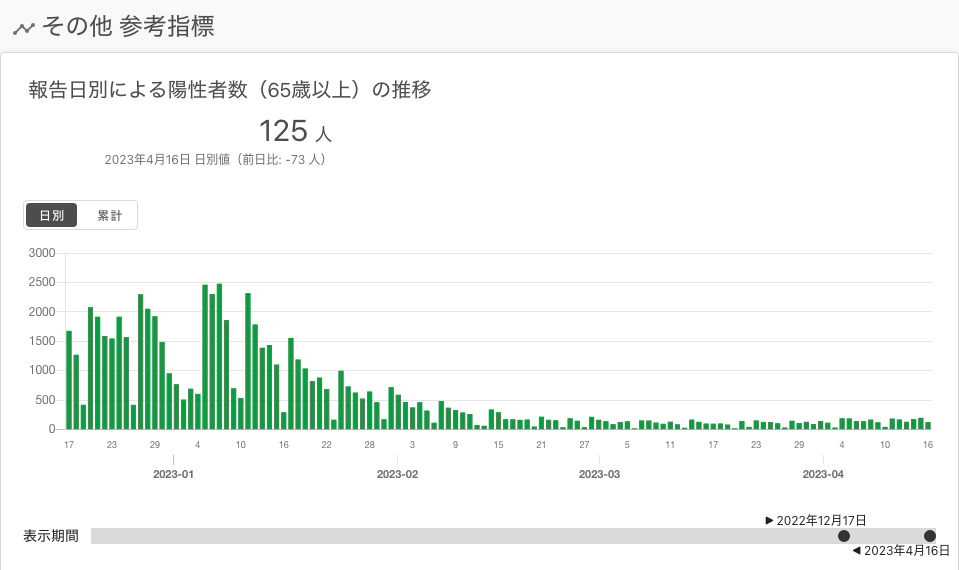 その他 参考指標
報告日別による陽性者数（65歳以上）の推移
125 人
2023年4月16日 日別値（前日比: -73 人）
日別 累計
3000
2500
2000
1500
1000
500
0
17 23 29 4 10 16 22 28 3 9 15 21 27 5 11 17 23 29 4 10 16
2023-01 2023-02 2023-03 2023-04
2022年12月17日
表示期間
2023年4月16日